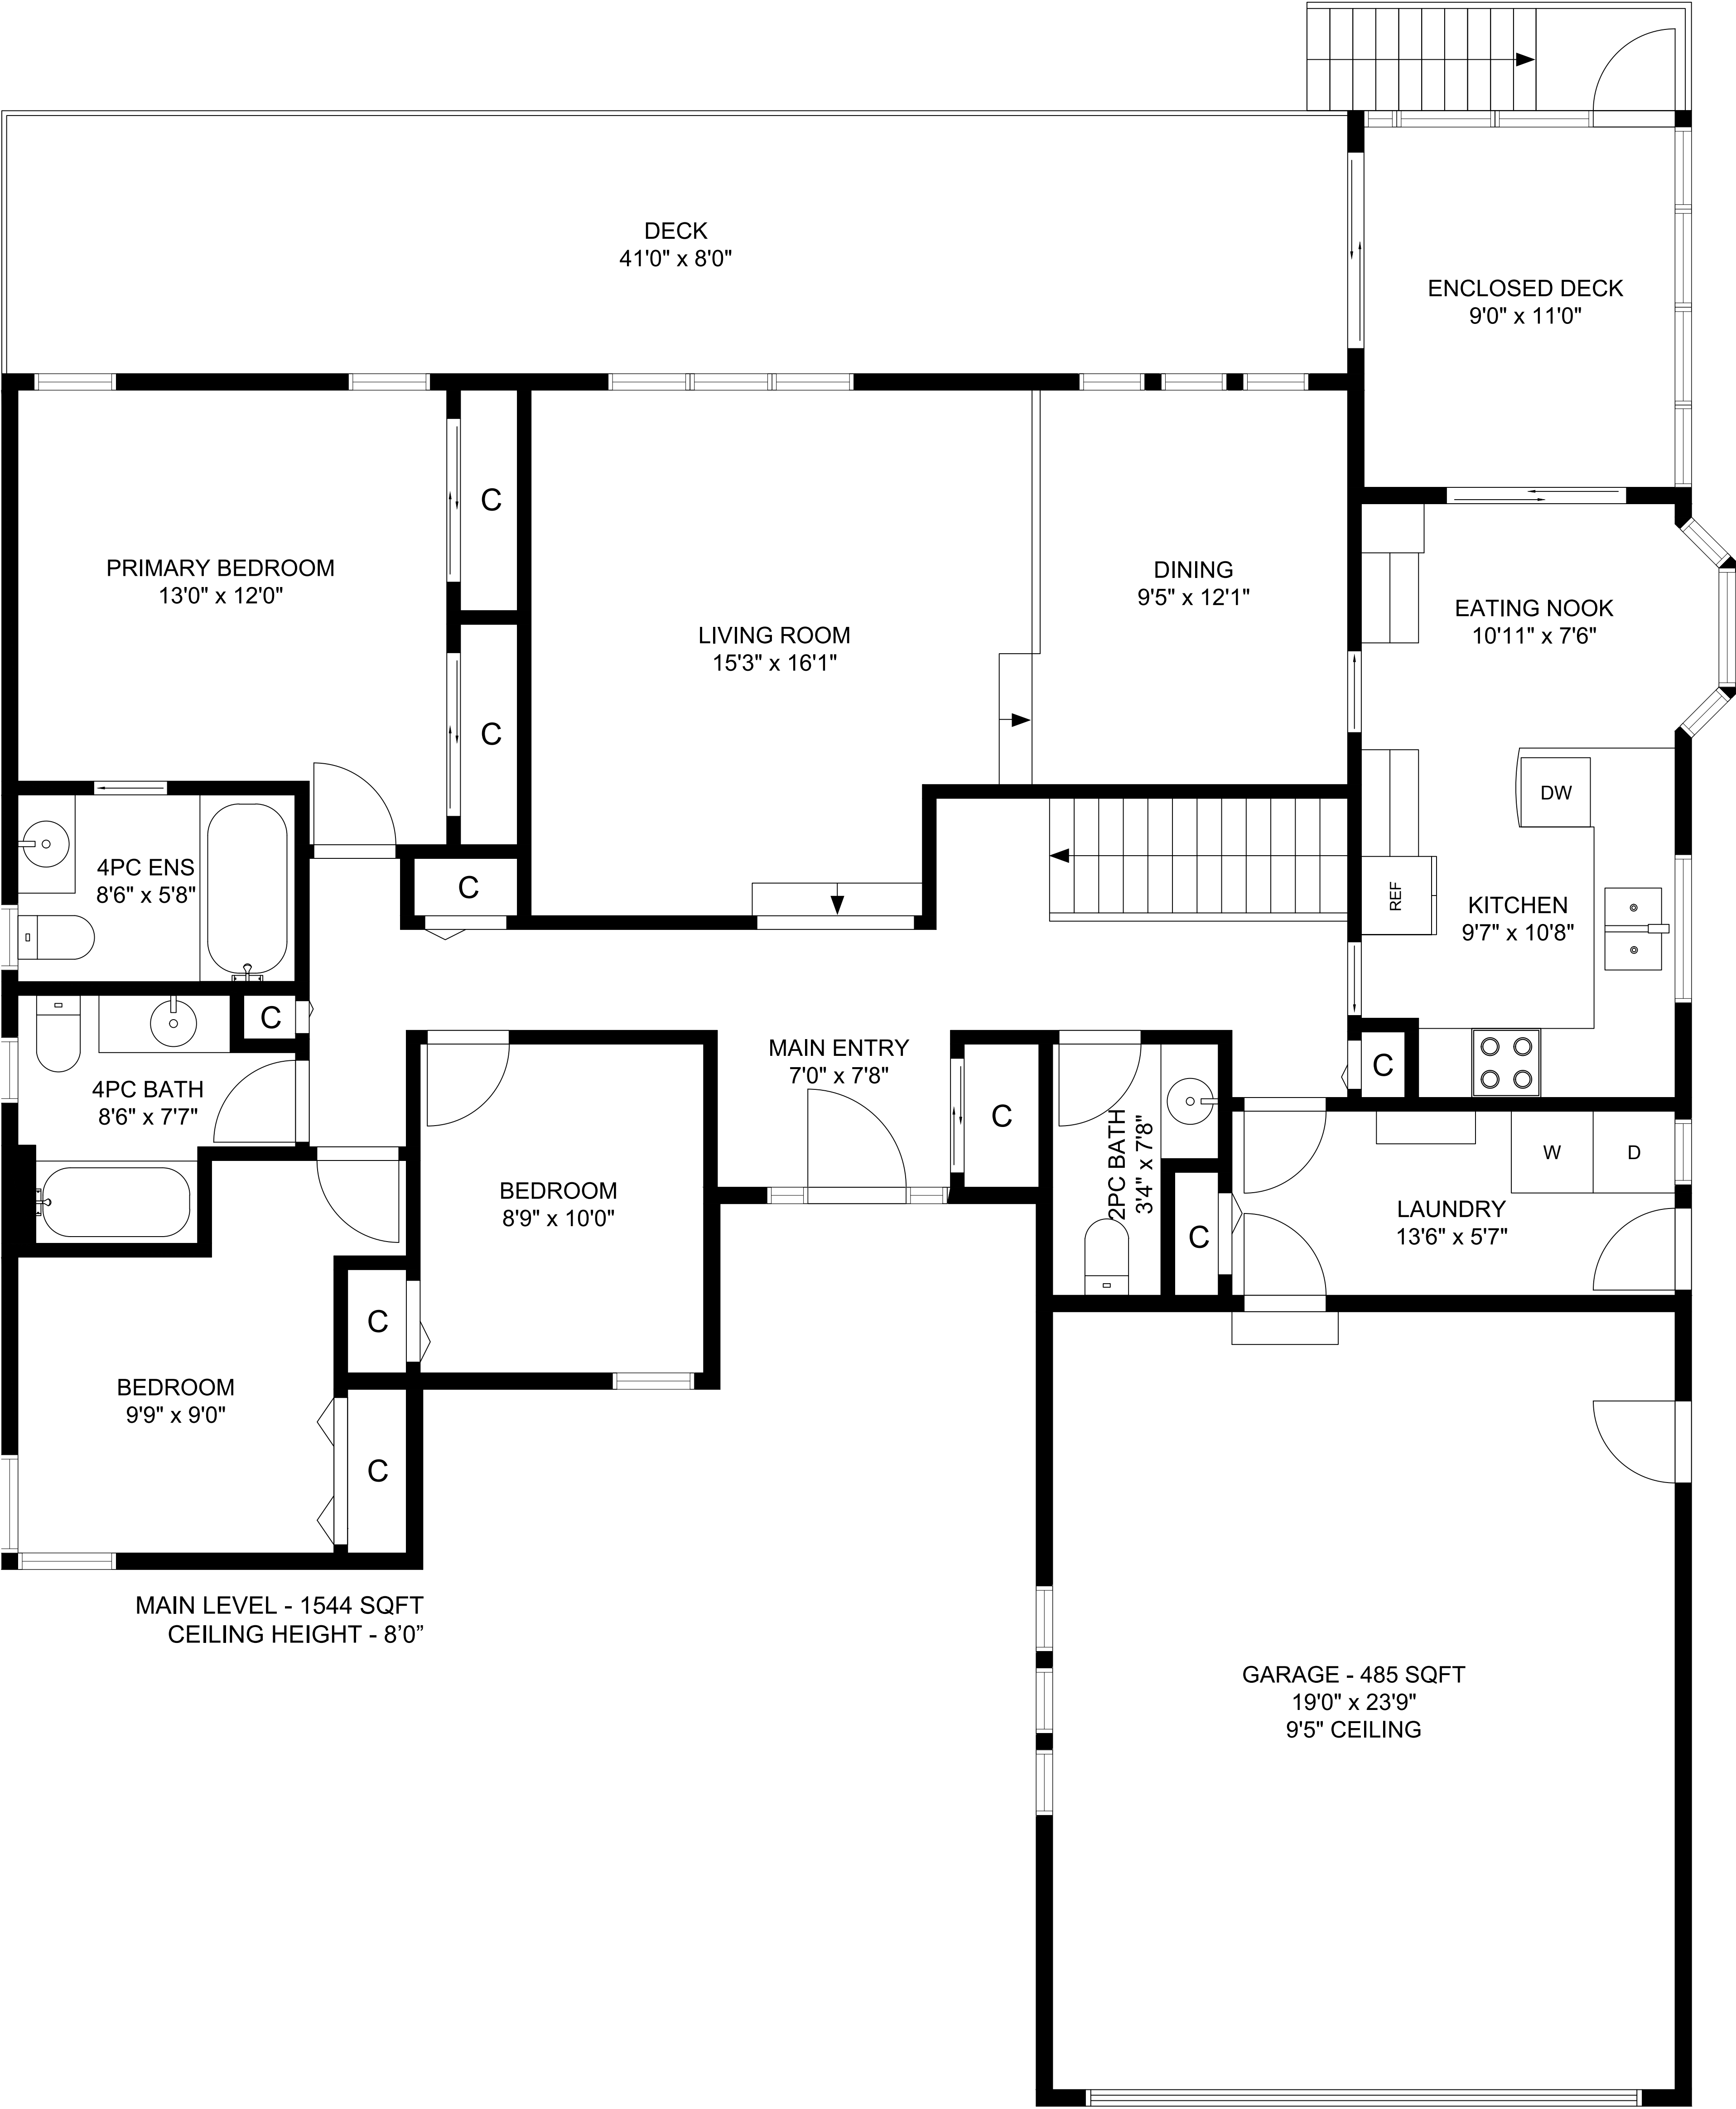 DECK
41'0" x 8'0"
ENCLOSED DECK
9'0" x 11'0"
C
PRIMARY BEDROOM
13'0" x 12'0"
DINING
9'5" x 12'1"
EATING NOOK
10'11" x 7'6"
LIVING ROOM
15'3" x 16'1"
C
DW
4PC ENS
8'6" x 5'8"
C
REF
KITCHEN
9'7" x 10'8"
C
4PC BATH
8'6" x 7'7"
MAIN ENTRY
7'0" x 7'8"
C
C
2PC BATH
3'4" x 7'8"
W
D
BEDROOM
8'9" x 10'0"
LAUNDRY
13'6" x 5'7"
C
C
BEDROOM
9'9" x 9'0"
C
MAIN LEVEL - 1544 SQFT
CEILING HEIGHT - 8’0”
GARAGE - 485 SQFT
19'0" x 23'9"
9'5" CEILING